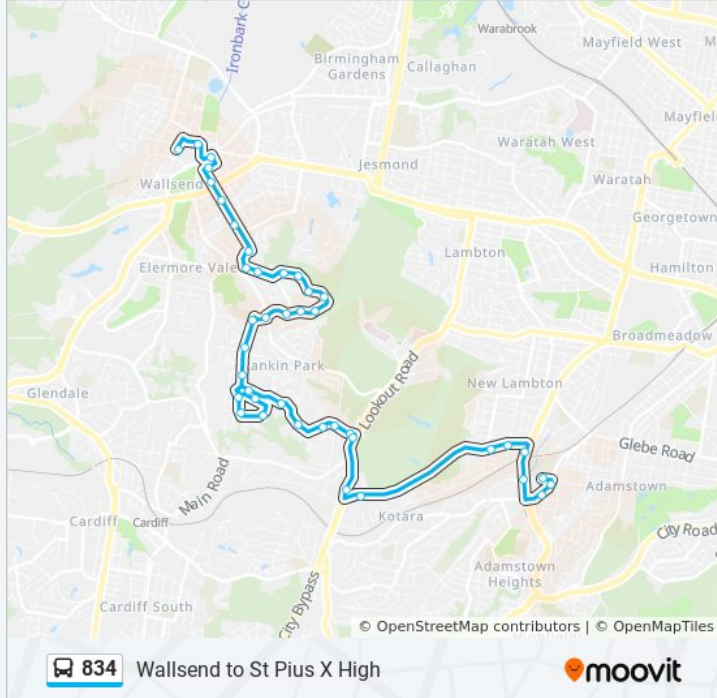 Ironbark C
Warabrook
Mayfield West
M
Birmingham
Gardens
Callaghan
Mayfield
Waratah West
Jesmond
Waratah
Wallsend
Georgetown
Elermore Vale
Lambton
Hamilton
Broadmeadow
Rankin Park
Glendale
Lookout Road
New Lambton
Glebe Road
Main Road
Adamstown
Cardiff
Cardiff
Kotara
City Road
Adamstown
Heights
City Bypass
Cardiff South
© OpenStreetMap contributors | © OpenMapTiles
834 Wallsend to St Pius X High
moovit